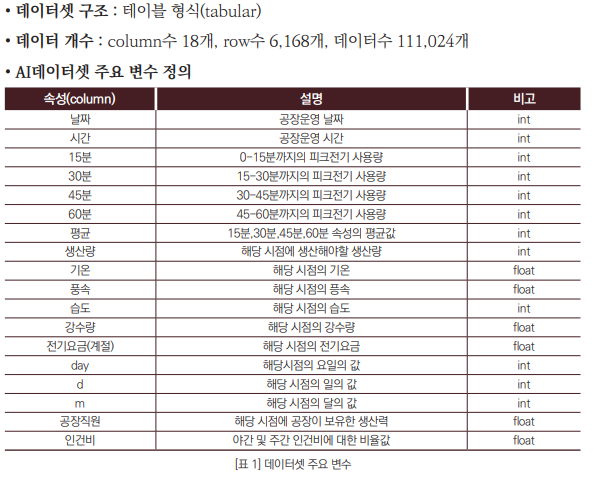 • 데이터셋 구조 : 테이블 형식(tabular)
• 데이터 개수 : column수 18개, row수 6,168개, 데이터수 111,024개
• AI데이터셋 주요 변수 정의
속성(column) 설명 비고
날짜 공장운영 날짜 int
시간 공장운영 시간 int
15분 0-15분까지의 피크전기 사용량 int
30분 15-30분까지의 피크전기 사용량 int
45분 30-45분까지의 피크전기 사용량 int
60분 45-60분까지의 피크전기 사용량 int
평균 15분,30분,45분,60분 속성의 평균값 int
생산량 해당 시점에 생산해야할 생산량 int
기온 해당 시점의 기온 float
풍속 해당 시점의 풍속 float
습도 해당 시점의 습도 int
강수량 해당 시점의 강수량 float
전기요금(계절) 해당 시점의 전기요금 float
day 해당시점의 요일의 값 int
d 해당 시점의 일의 값 int
m 해당 시점의 달의 값 int
공장직원 해당 시점에 공장이 보유한 생산력 float
인건비 야간 및 주간 인건비에 대한 비율값 float
[표 1] 데이터셋 주요 변수